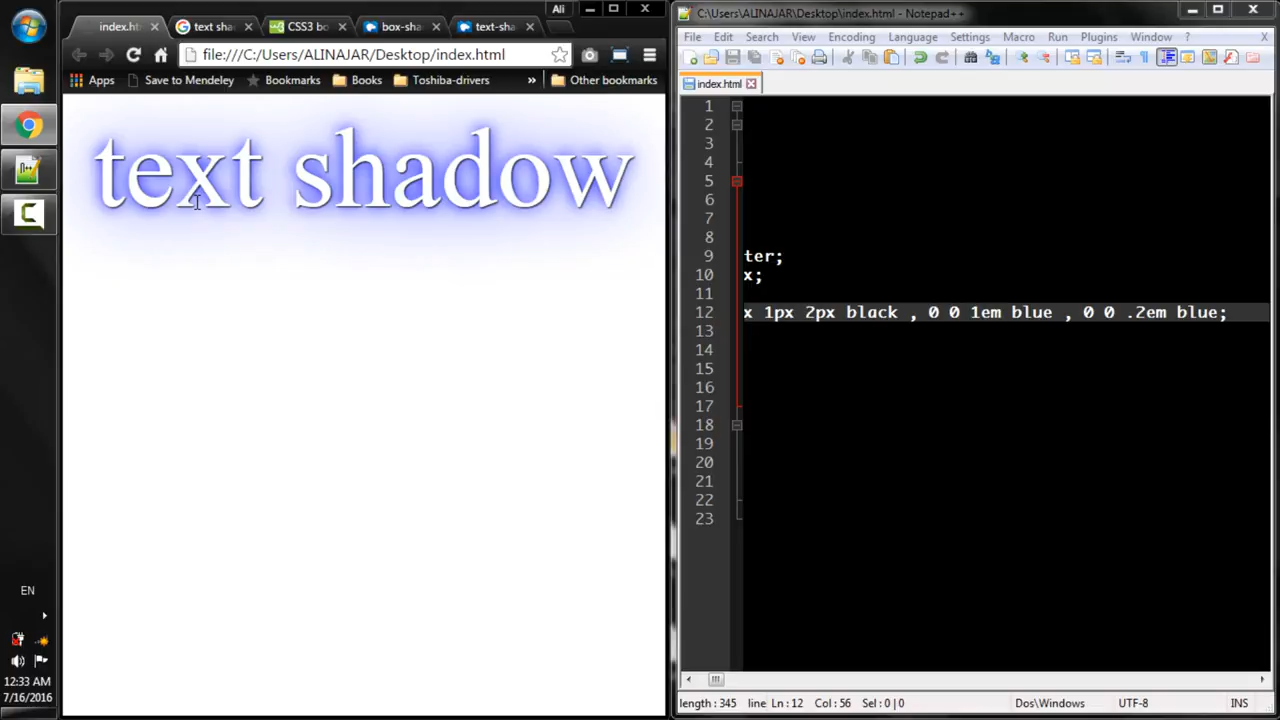 Ali
index.ht
text sha
CSS3 bo
box-sha
text-sha
file:///C:/Users/ALINAJAR/Desktop/index.html
Apps
Save to Mendeley
Bookmarks
Books
Toshiba-drivers
»
Other bookmarks
text shadow
EN
12:33 AM
7/16/2016
C:\Users\ALINAJAR\Desktop\index.html - Notepad++
File Edit Search View Encoding Language Settings Macro Run Plugins Window ? X
index.html
1
2
3
4
5
6
7
8
9 ter;
10 x;
11
12 x 1px 2px black , 0 0 1em blue , 0 0 .2em blue;
13
14
15
16
17
18
19
20
21
22
23
length : 345 line Ln : 12 Col : 56 Sel : 0 | 0 Dos\Windows UTF-8 INS